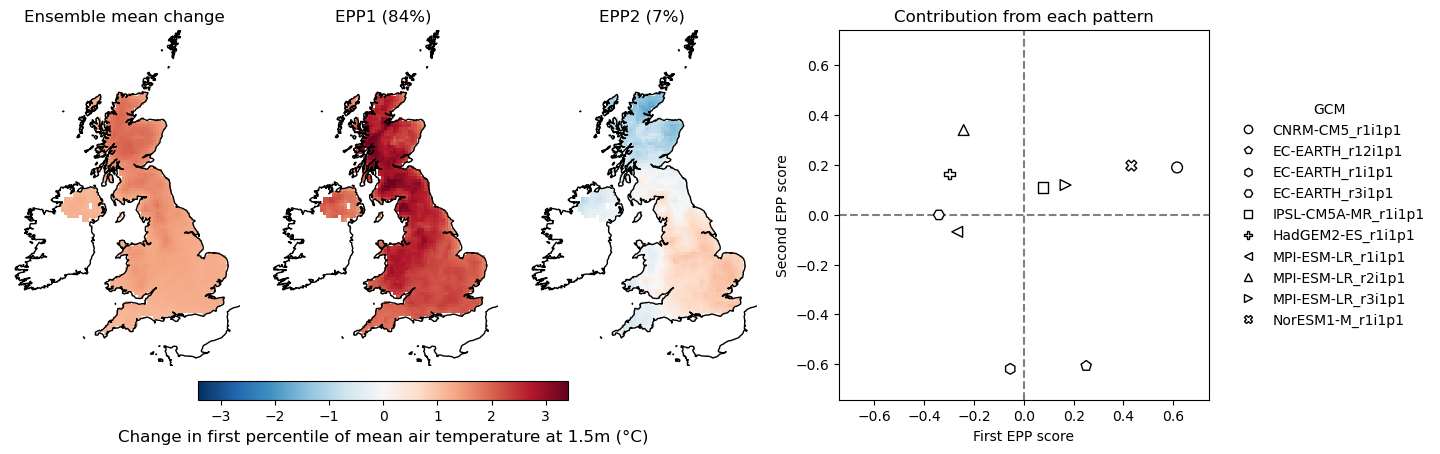 Ensemble mean change
EPP1 (84%)
EPP2 (7%)
Contribution from each pattern
0.6
0.4
0.2
0.0
−0.2
−0.4
−0.6
Second EPP score
−0.6 −0.4 −0.2 0.0 0.2 0.4 0.6
First EPP score
GCM
CNRM-CM5_r1i1p1
EC-EARTH_r12i1p1
EC-EARTH_r1i1p1
EC-EARTH_r3i1p1
IPSL-CM5A-MR_r1i1p1
HadGEM2-ES_r1i1p1
MPI-ESM-LR_r1i1p1
MPI-ESM-LR_r2i1p1
MPI-ESM-LR_r3i1p1
NorESM1-M_r1i1p1
−3 −2 −1 0 1 2 3
Change in first percentile of mean air temperature at 1.5m (°C)